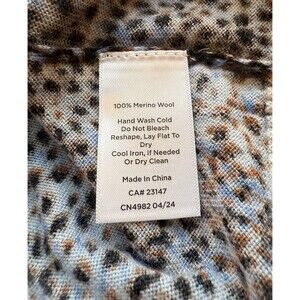 100% Merino Wool
Hand Wash Cold
Do Not Bleach
Reshape, Lay Flat To
Dry
Cool Iron, If Needed
Or Dry Clean
Made In China
CA# 23147
CN4982 04/24